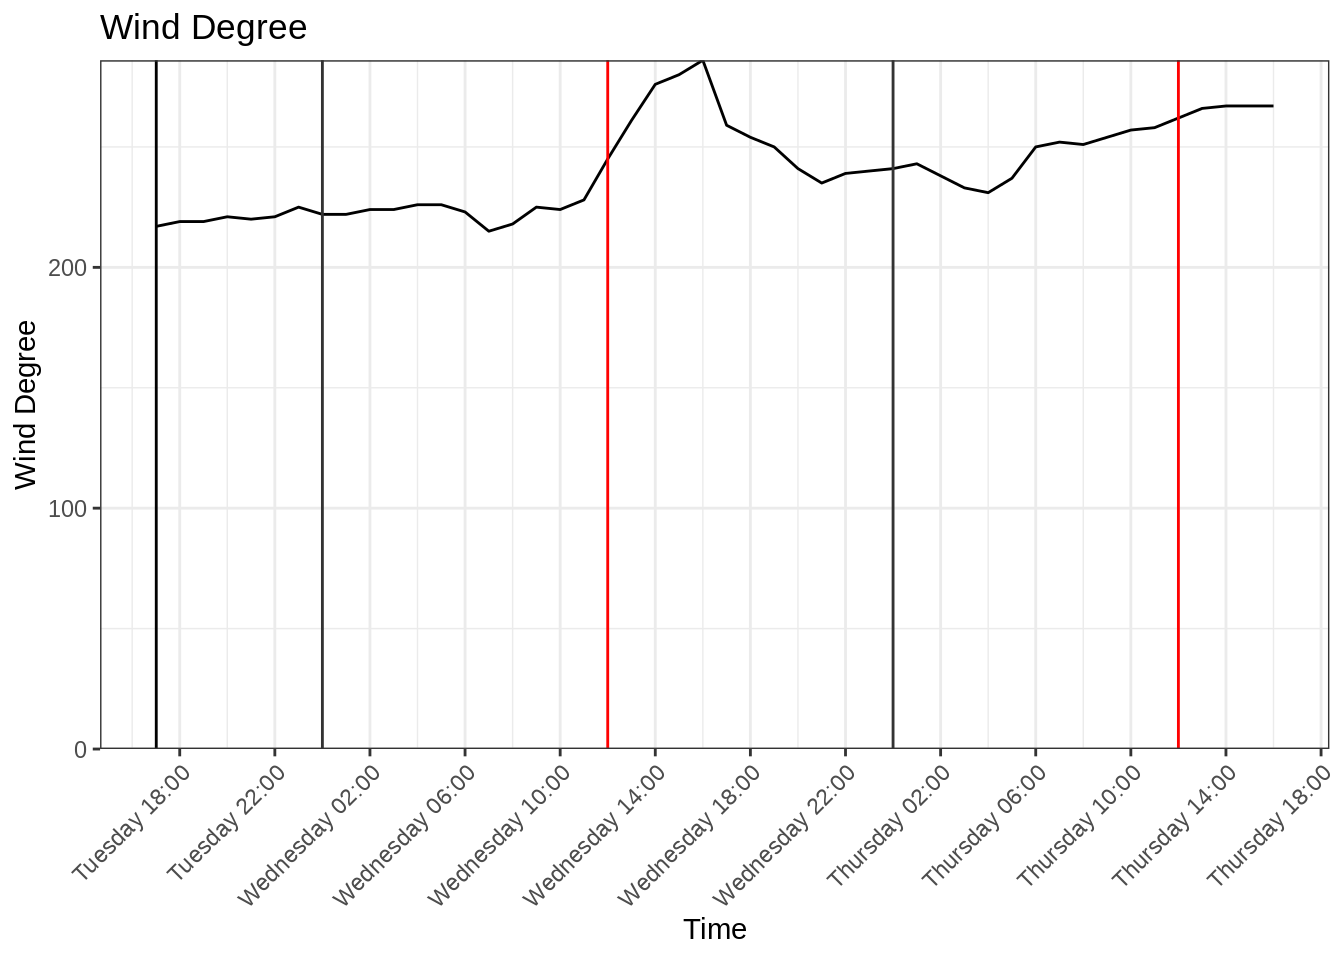 Wind Degree
Wind Degree
200
100
0
Tuesday 18:00
Tuesday 22:00
Wednesday 02:00
Wednesday 06:00
Wednesday 10:00
Wednesday 14:00
Wednesday 18:00
Wednesday 22:00
Thursday 02:00
Thursday 06:00
Thursday 10:00
Thursday 14:00
Thursday 18:00
Time